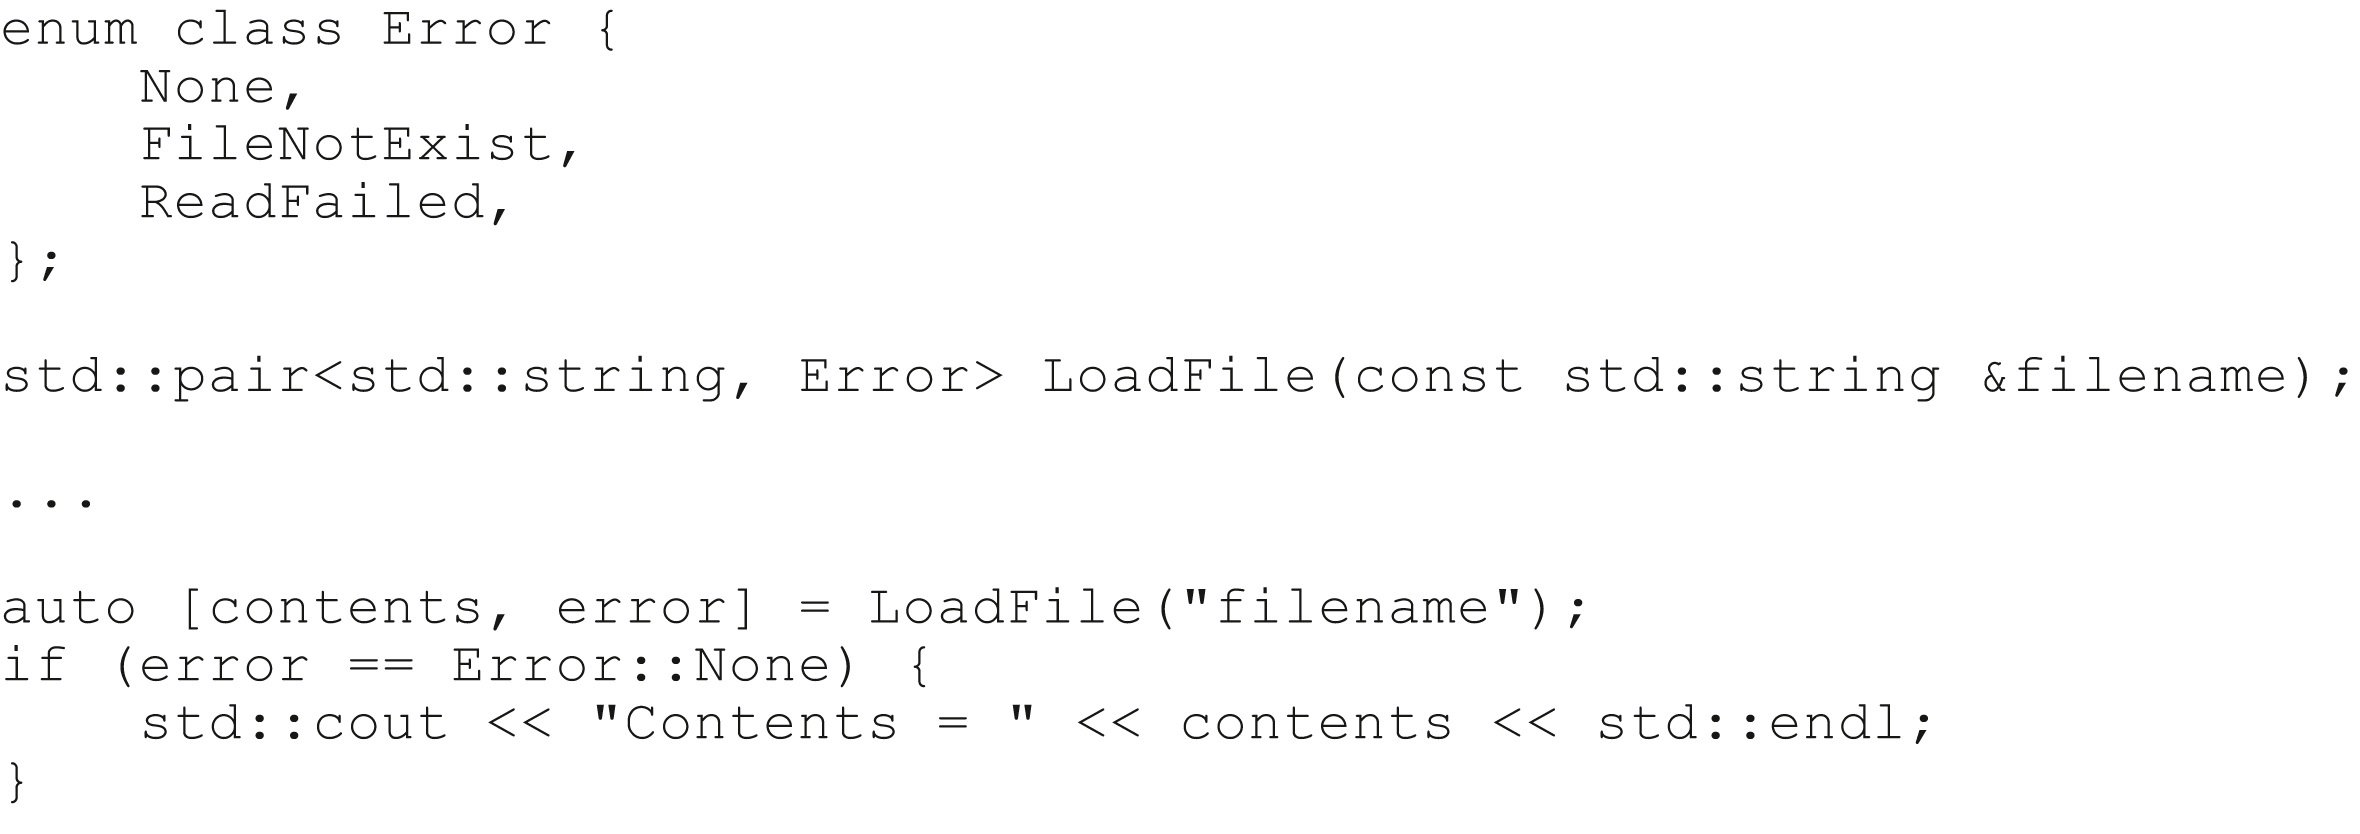 enum class Error {
    None,
    FileNotExist,
    ReadFailed,
};

std::pair<std::string, Error> LoadFile(const std::string &filename);

...

auto [contents, error] = LoadFile("filename");
if (error == Error::None) {
    std::cout << "Contents = " << contents << std::endl;
}